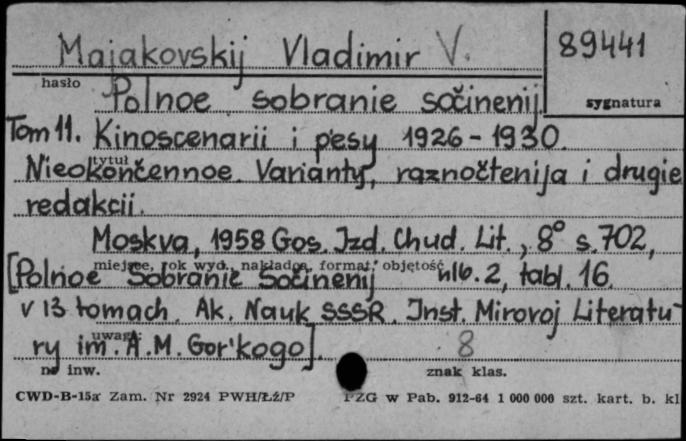 Majakovskij Vladimir V.
89441
hasło
Polnoe sobranie sočinenij.
sygnatura
Tom 11. Kinoscenarii i p'esy 1926 - 1930.
tytuł
Nieokončennoe. Varianty, raznočtenija i drugie
redakcii.
Moskva, 1958 Gos. Izd. Chud. Lit., 8° s. 702,
miejsce, rok wyd., nakładca, format, objętość
[Polnoe Sobranie Sočinenij nlb. 2, tabl. 16.
v 13 tomach. Ak. Nauk SSSR. Inst. Mirovoj Literatu-
uwagi
ry im. A.M. Gor'kogo].
8
nr inw.
znak klas.
CWD-B-15a Zam. Nr 2924 PWH/Łź/P
PZG w Pab. 912-64 1 000 000 szt. kart. b. kl